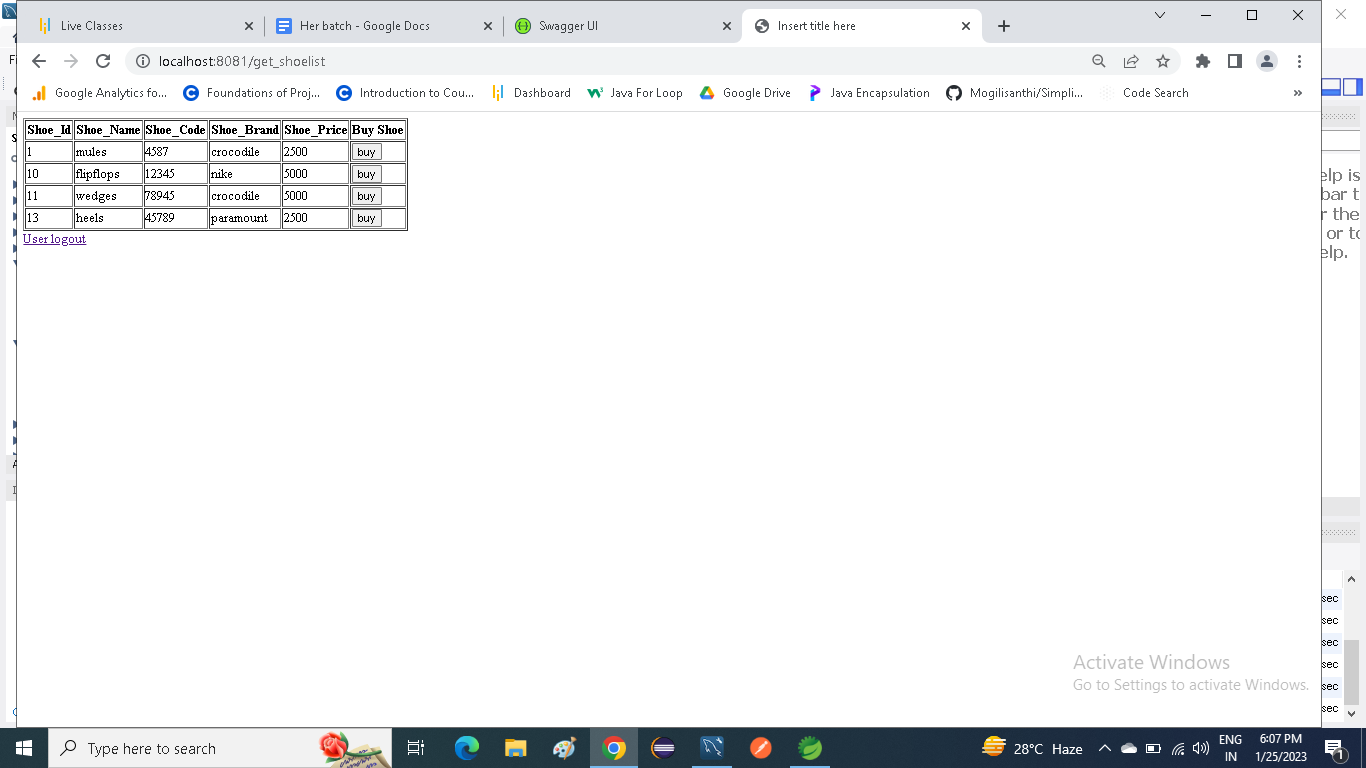 Live Classes
Her batch - Google Docs
Swagger UI
Insert title here
localhost:8081/get_shoelist
Google Analytics fo...
Foundations of Proj...
Introduction to Cou...
Dashboard
Java For Loop
Google Drive
Java Encapsulation
Mogilisanthi/Simpli...
Code Search
»
Shoe_Id Shoe_Name Shoe_Code Shoe_Brand Shoe_Price Buy Shoe
1 mules 4587 crocodile 2500 buy
10 flipflops 12345 nike 5000 buy
11 wedges 78945 crocodile 5000 buy
13 heels 45789 paramount 2500 buy
User logout
elp is
bar t
r the
or to
elp.
sec
sec
sec
sec
sec
sec
Activate Windows
Go to Settings to activate Windows.
Type here to search
28°C Haze
ENG
IN
6:07 PM
1/25/2023
1